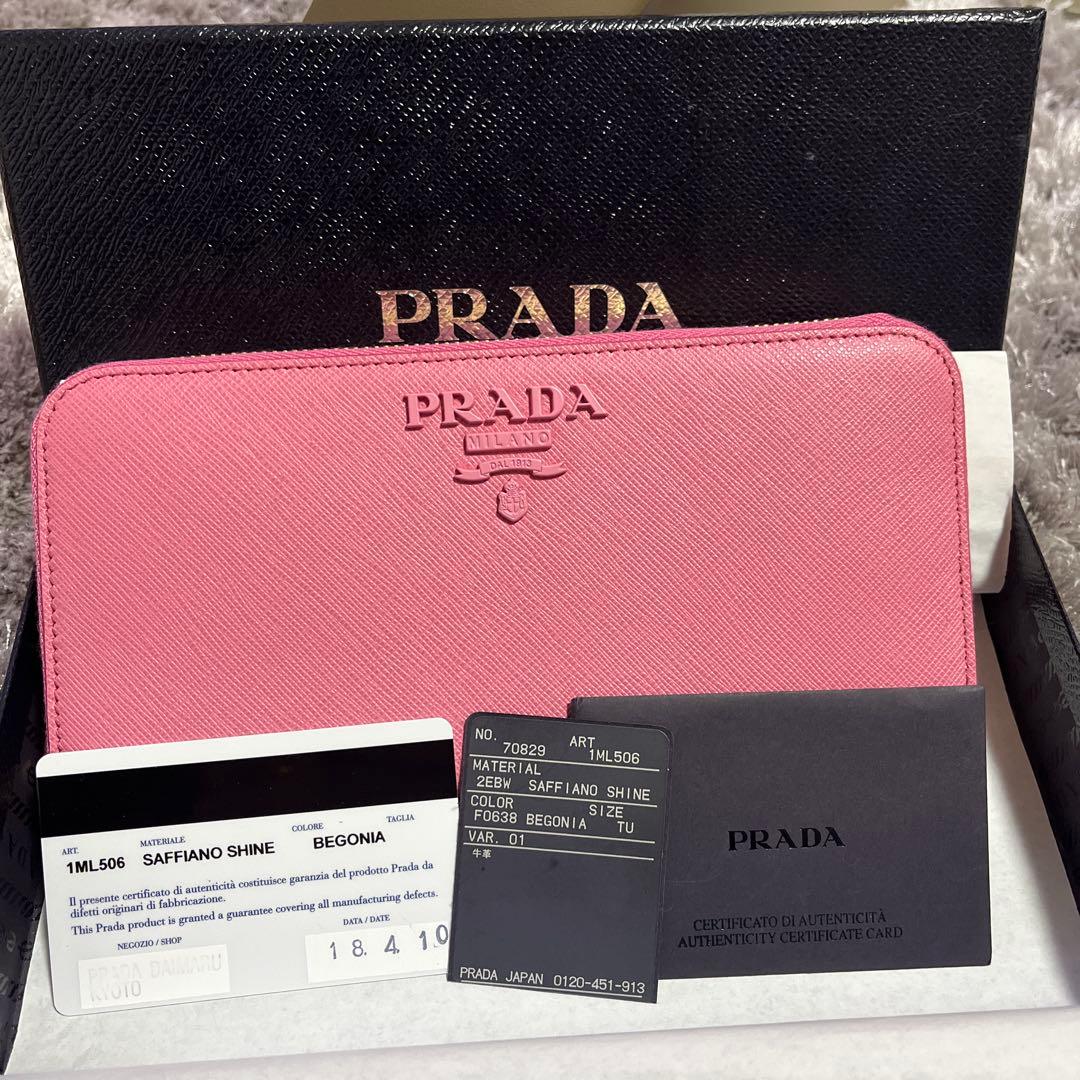 PRADA
PRADA
MILANO
DAL 1913
ART. MATERIALE COLORE TAGLIA
1ML506 SAFFIANO SHINE BEGONIA
Il presente certificato di autenticità costituisce garanzia del prodotto Prada da
difetti originari di fabbricazione.
This Prada product is granted a guarantee covering all manufacturing defects.
NEGOZIO / SHOP DATA / DATE
PRADA DAIMARU
KYOTO
18. 4. 10
NO. 70829 ART 1ML506
MATERIAL
2EBW SAFFIANO SHINE
COLOR SIZE
F0638 BEGONIA TU
VAR. 01
牛革
PRADA JAPAN 0120-451-913
PRADA
CERTIFICATO DI AUTENTICITÀ
AUTHENTICITY CERTIFICATE CARD